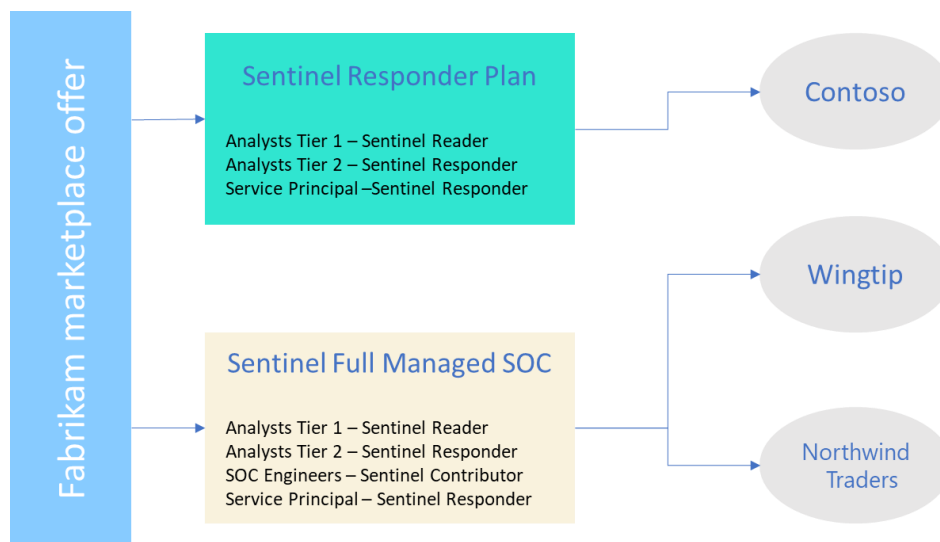 Fabrikam marketplace offer
Sentinel Responder Plan
Analysts Tier 1 – Sentinel Reader
Analysts Tier 2 – Sentinel Responder
Service Principal –Sentinel Responder
Contoso
Wingtip
Sentinel Full Managed SOC
Analysts Tier 1 – Sentinel Reader
Analysts Tier 2 – Sentinel Responder
SOC Engineers – Sentinel Contributor
Service Principal – Sentinel Responder
Northwind
Traders